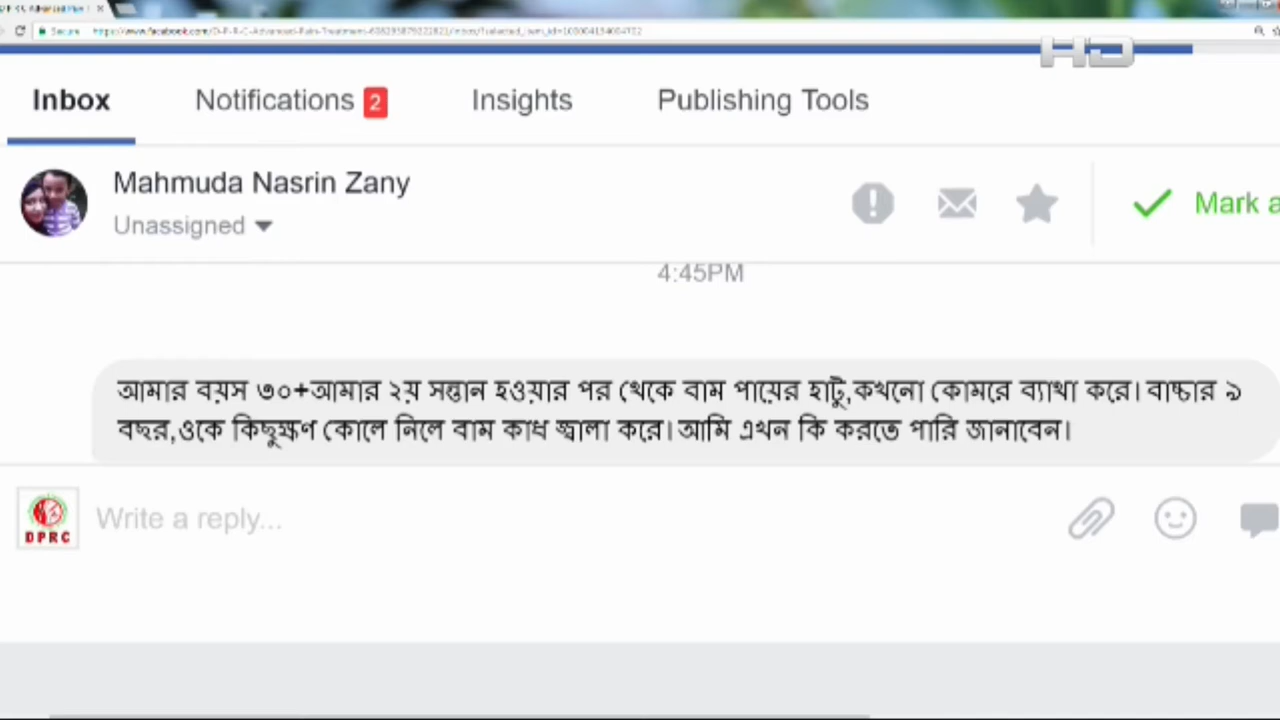 HD
Inbox Notifications 2 Insights Publishing Tools
Mahmuda Nasrin Zany
Unassigned
Mark a
4:45PM
আমার বয়স ৩০+আমার ২য় সন্তান হওয়ার পর থেকে বাম পায়ের হাটু,কখনো কোমরে ব্যাথা করে। বাচ্চার ৯
বছর,ওকে কিছুক্ষণ কোলে নিলে বাম কাধ জ্বালা করে। আমি এখন কি করতে পারি জানাবেন।
DPRC
Write a reply...